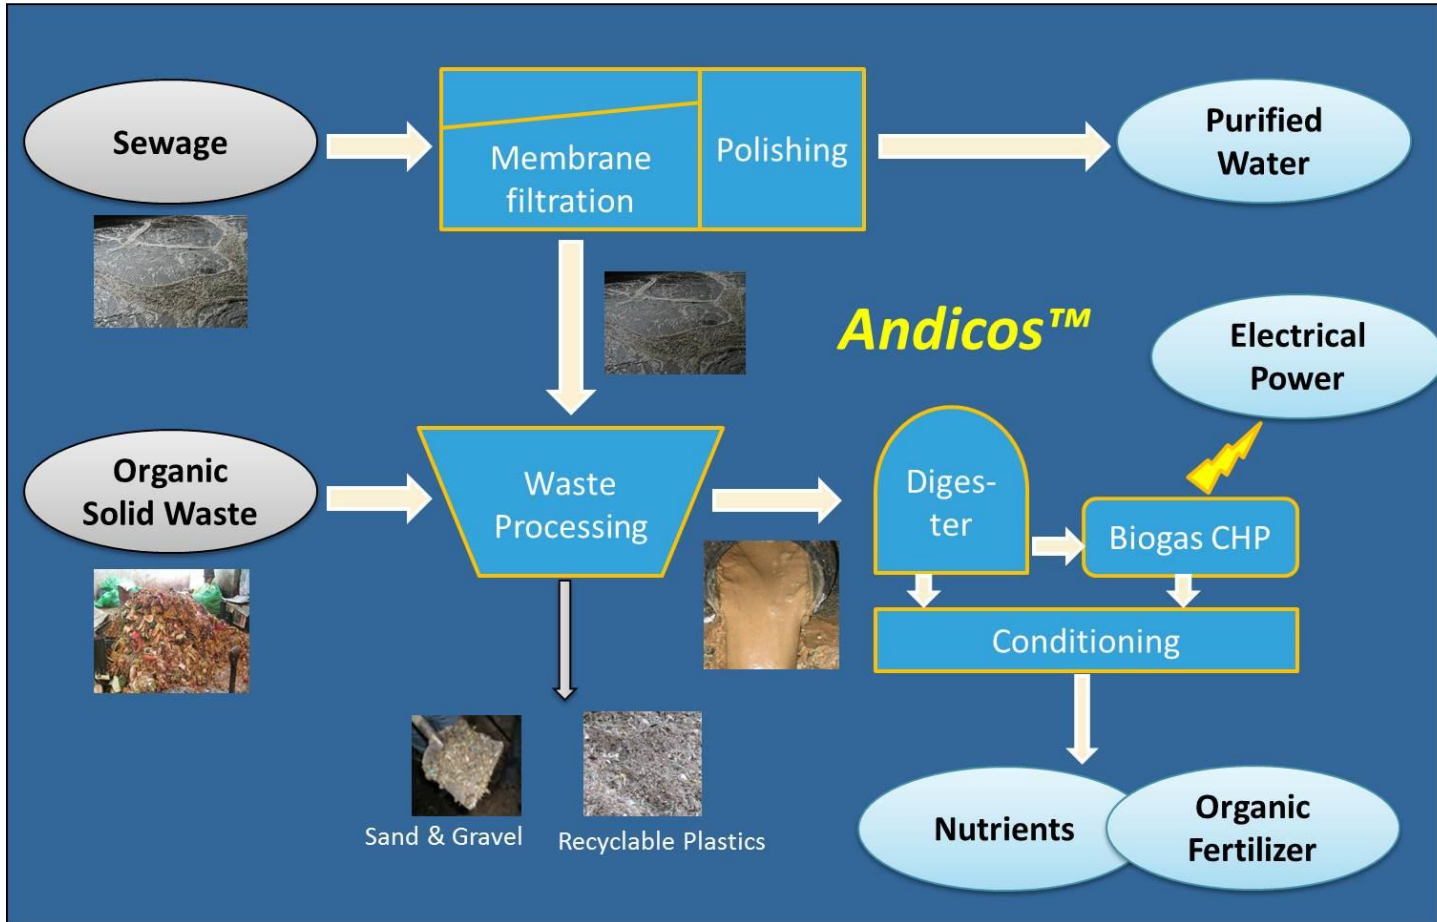 Sewage
Membrane
filtration
Polishing
Purified
Water
Andicos™
Electrical
Power
Organic
Solid Waste
Waste
Processing
Diges-
ter
Biogas CHP
Conditioning
Sand & Gravel
Recyclable Plastics
Nutrients
Organic
Fertilizer